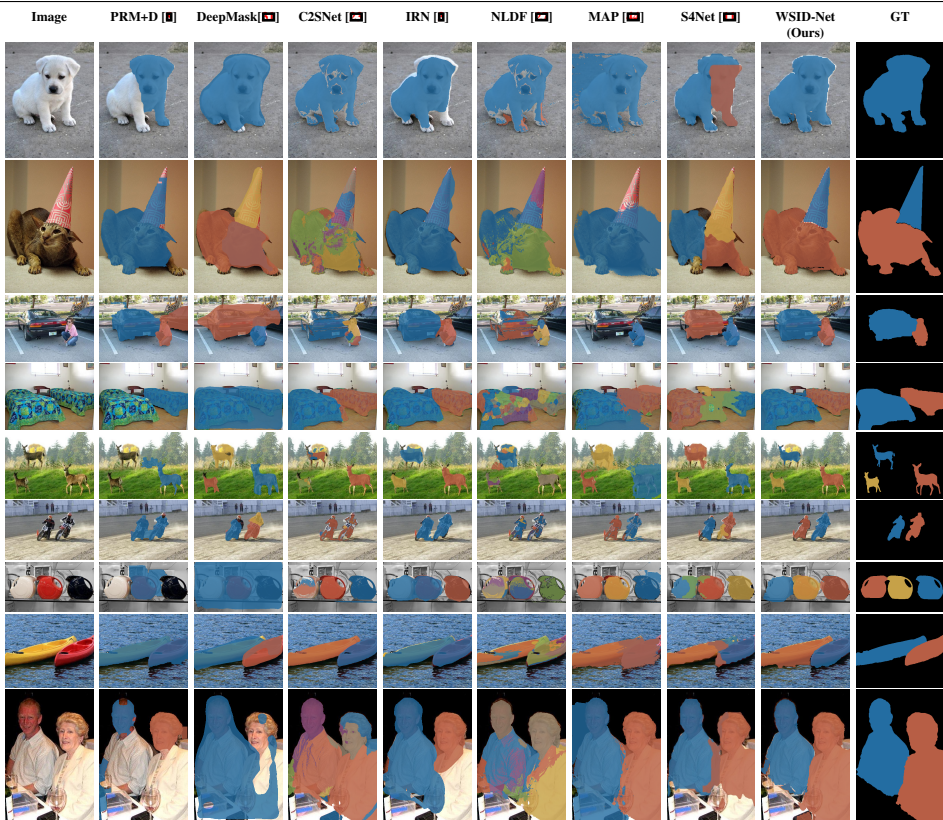 Image PRM+D [ ] DeepMask[ ] C2SNet [ ] IRN [ ] NLDF [ ] MAP [ ] S4Net [ ] WSID-Net GT
(Ours)